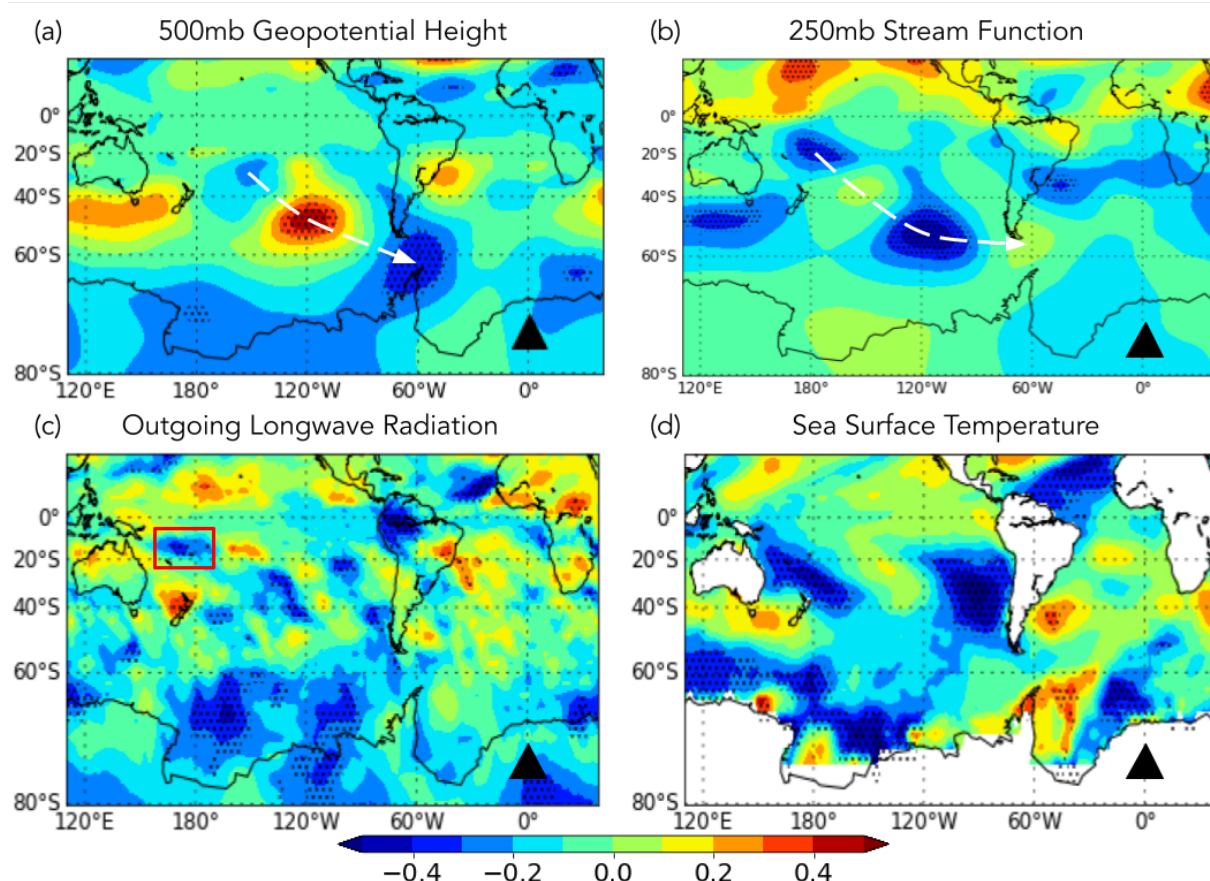 (a) 500mb Geopotential Height
(b) 250mb Stream Function
0°
20°S
40°S
60°S
80°S
120°E 180° 120°W 60°W 0°
0°
20°S
40°S
60°S
80°S
120°E 180° 120°W 60°W 0°
(c) Outgoing Longwave Radiation
(d) Sea Surface Temperature
0°
20°S
40°S
60°S
80°S
120°E 180° 120°W 60°W 0°
0°
20°S
40°S
60°S
80°S
120°E 180° 120°W 60°W 0°
−0.4 −0.2 0.0 0.2 0.4